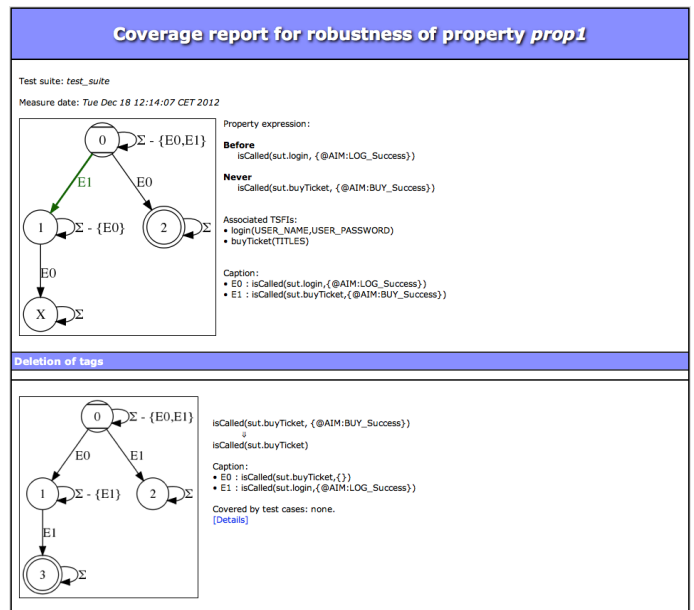 Coverage report for robustness of property prop1
Test suite: test_suite
Measure date: Tue Dec 18 12:14:07 CET 2012
0
Σ - {E0,E1}
E1
E0
1
Σ - {E0}
2
Σ
E0
X
Σ
Property expression:
Before
isCalled(sut.login, {@AIM:LOG_Success})
Never
isCalled(sut.buyTicket, {@AIM:BUY_Success})
Associated TSFIs:
• login(USER_NAME,USER_PASSWORD)
• buyTicket(TITLES)
Caption:
• E0 : isCalled(sut.login,{@AIM:LOG_Success})
• E1 : isCalled(sut.buyTicket,{@AIM:BUY_Success})
Deletion of tags
0
Σ - {E0,E1}
E0
E1
1
Σ - {E1}
2
Σ
E1
3
Σ
isCalled(sut.buyTicket, {@AIM:BUY_Success})
⇓
isCalled(sut.buyTicket)
Caption:
• E0 : isCalled(sut.buyTicket,{})
• E1 : isCalled(sut.login,{@AIM:LOG_Success})
Covered by test cases: none.
[Details]